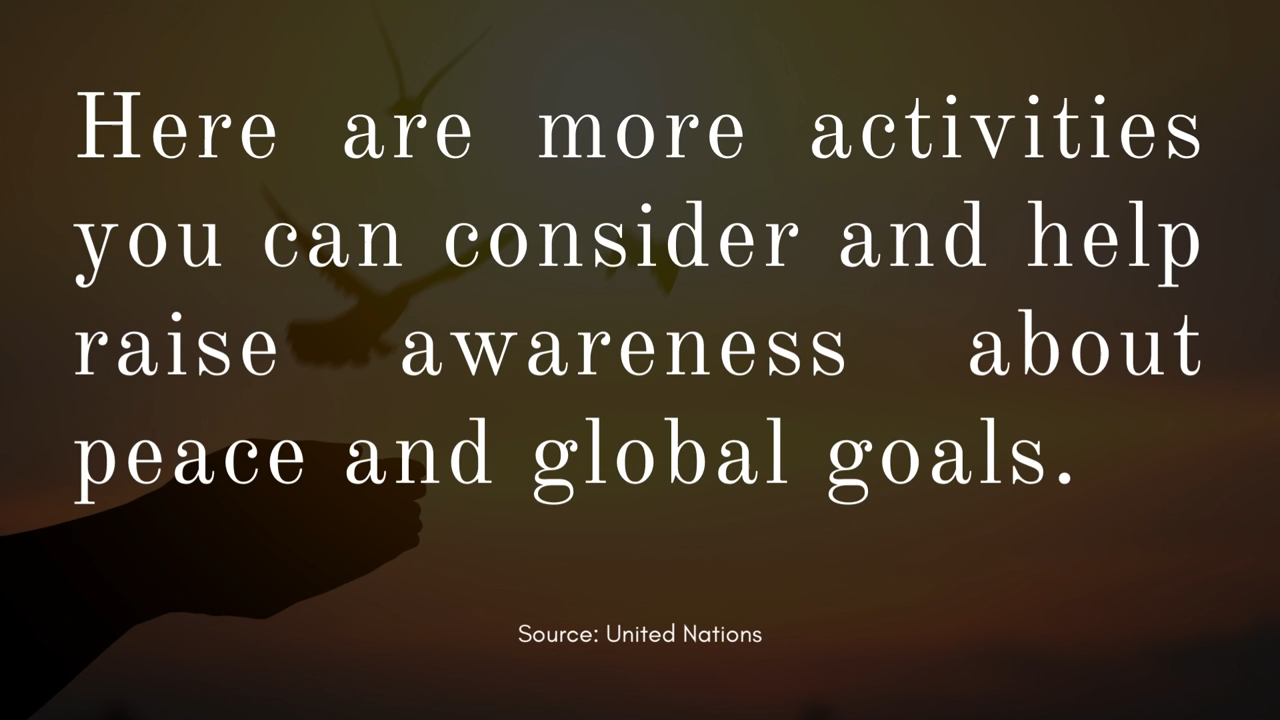 Here are more activities
you can consider and help
raise awareness about
peace and global goals.
Source: United Nations